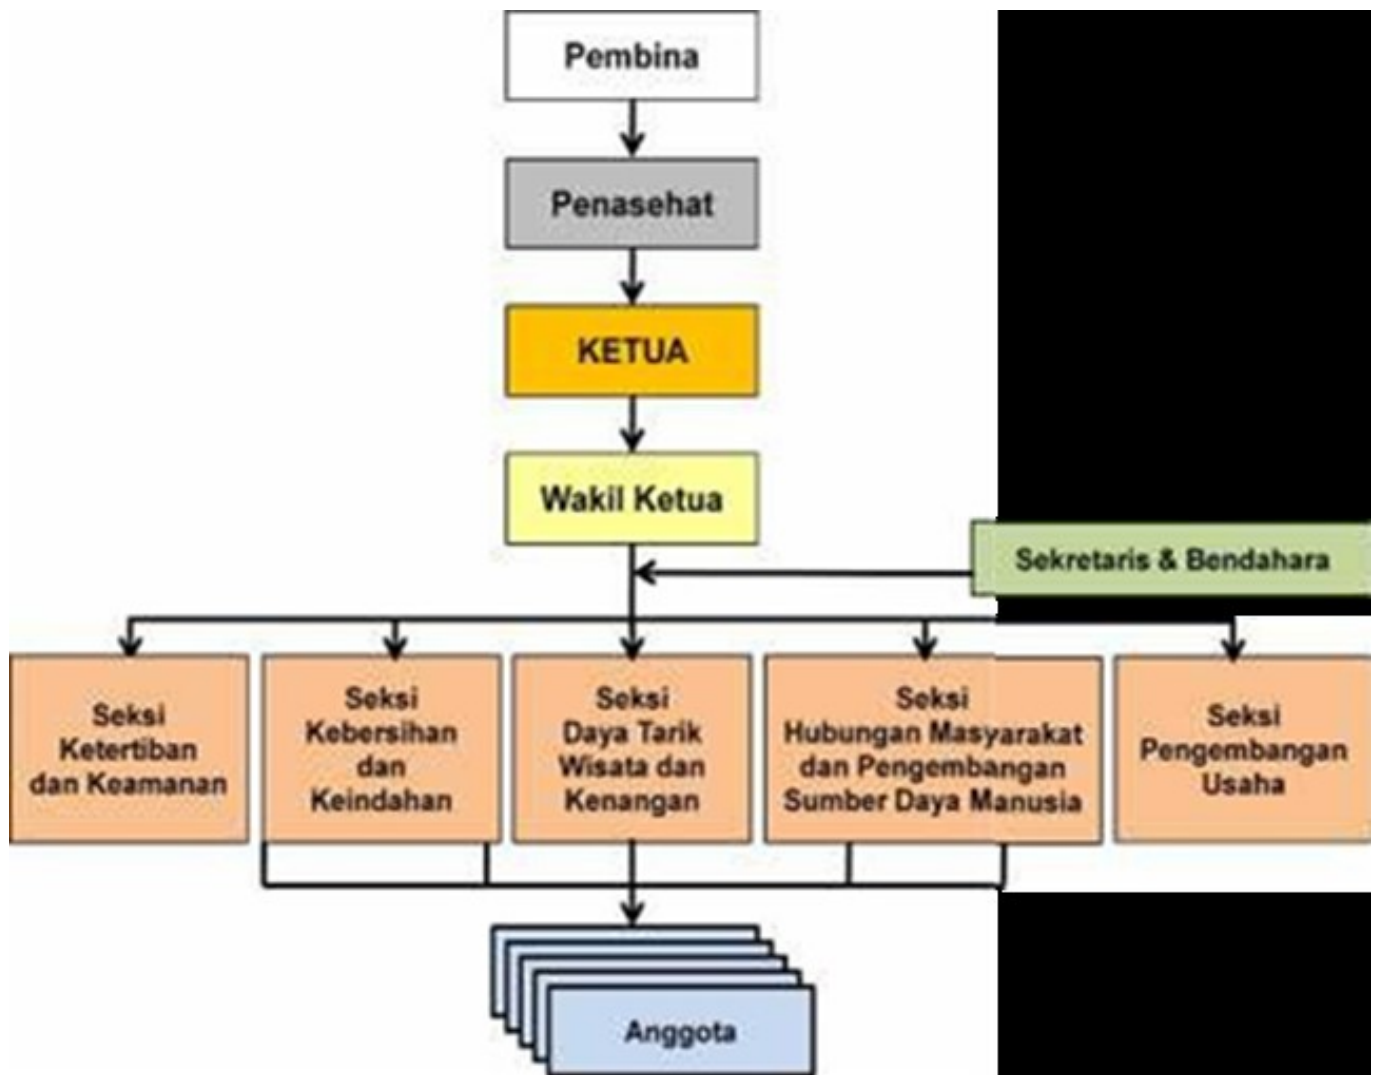 Pembina
Penasehat
KETUA
Wakil Ketua
Sekretaris & Bendahara
Seksi
Ketertiban
dan Keamanan
Seksi
Kebersihan
dan
Keindahan
Seksi
Daya Tarik
Wisata dan
Kenangan
Seksi
Hubungan Masyarakat
dan Pengembangan
Sumber Daya Manusia
Seksi
Pengembangan
Usaha
Anggota